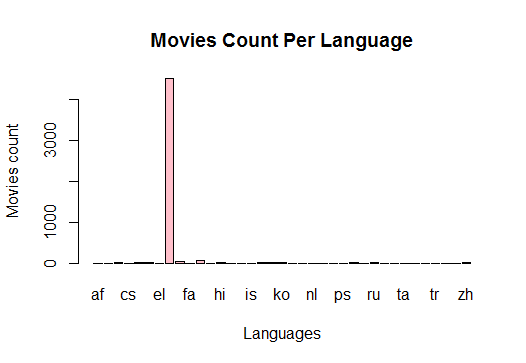 Movies Count Per Language
Movies count
3000
1000
0
af cs el fa hi is ko nl ps ru ta tr zh
Languages